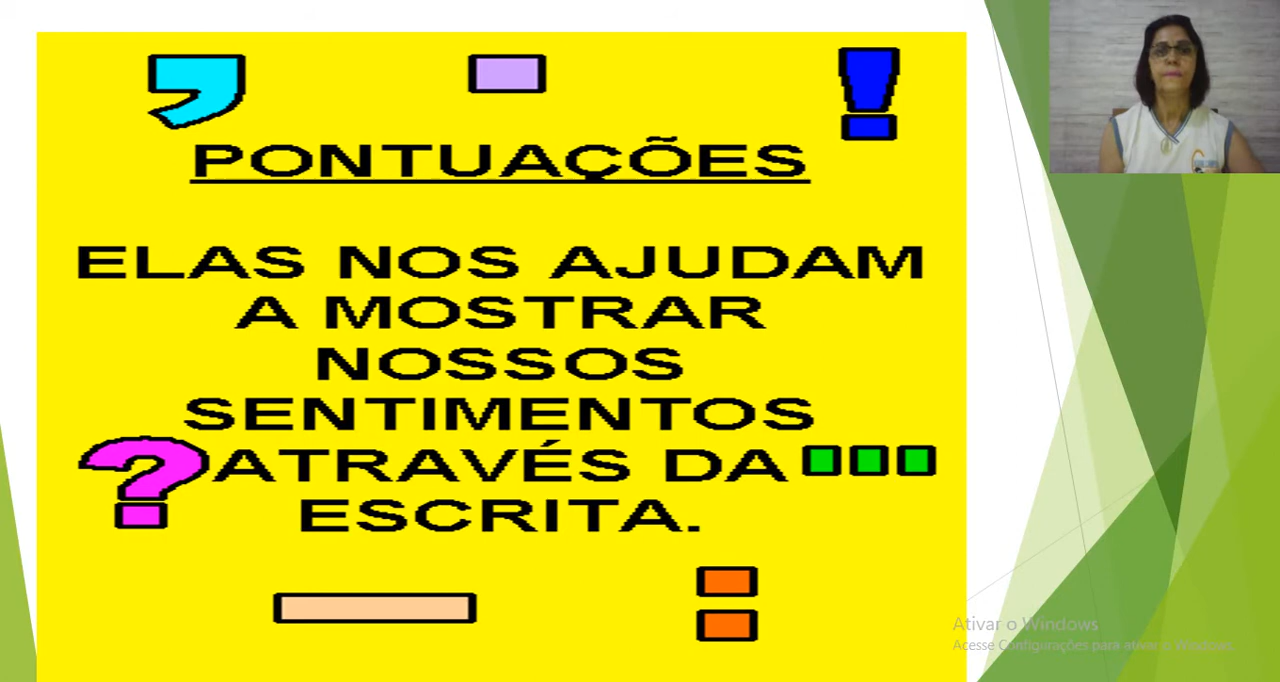 PONTUAÇÕES
ELAS NOS AJUDAM
A MOSTRAR
NOSSOS
SENTIMENTOS
ATRAVÉS DA
ESCRITA.
Ativar o Windows
Acesse Configurações para ativar o Windows.